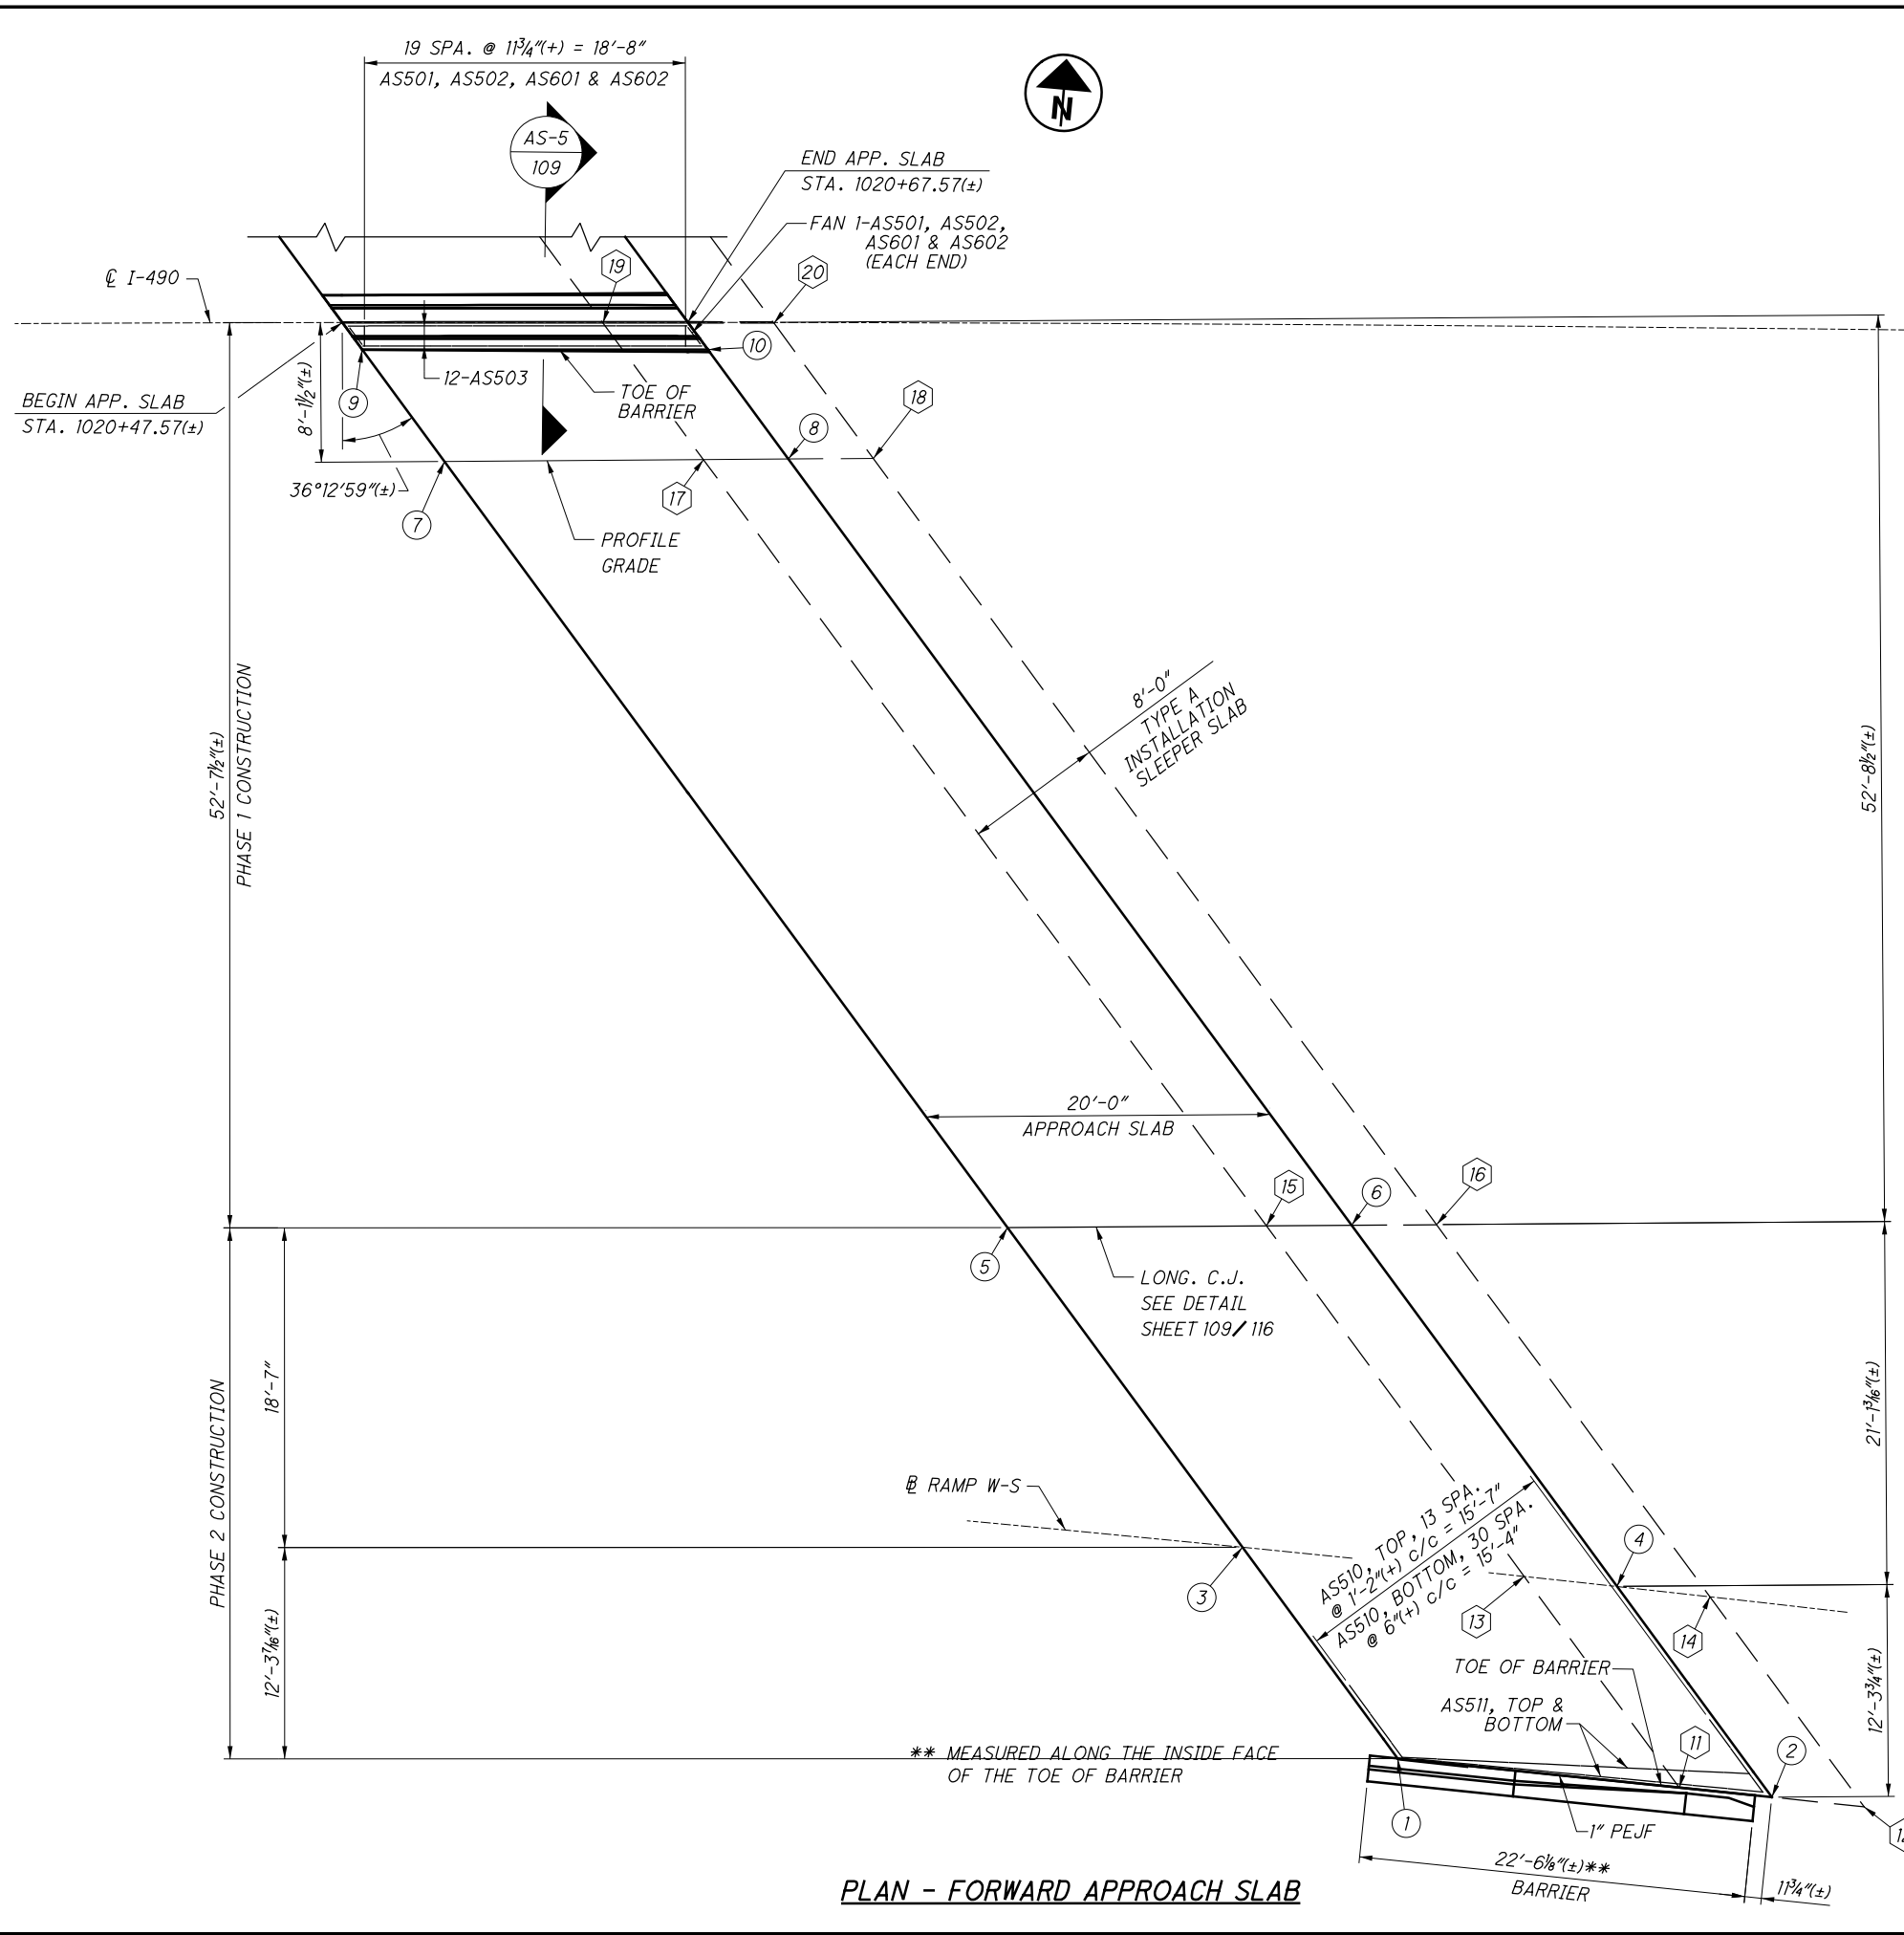 19 SPA. @ 11¾"(+) = 18'-8"
AS501, AS502, AS601 & AS602
AS-5
109
N
END APP. SLAB
STA. 1020+67.57(±)
FAN 1-AS501, AS502,
AS601 & AS602
(EACH END)
℄ I-490
19
20
10
12-AS503
TOE OF
BARRIER
9
8'-1½"(±)
BEGIN APP. SLAB
STA. 1020+47.57(±)
18
8
36°12'59"(±)
17
7
PROFILE
GRADE
52'-7½"(±)
PHASE 1 CONSTRUCTION
8'-0"
TYPE A
INSTALLATION
SLEEPER SLAB
52'-8½"(±)
20'-0"
APPROACH SLAB
15
6
16
5
LONG. C.J.
SEE DETAIL
SHEET 109/116
18'-7"
21'-1³⁄₁₆"(±)
PHASE 2 CONSTRUCTION
RAMP W-S
AS510, TOP, 13 SPA.
@ 1'-2"(+) c/c = 15'-7"
AS510, BOTTOM, 30 SPA.
@ 6"(+) c/c = 15'-4"
4
3
13
14
12'-3⁷⁄₁₆"(±)
12'-3¾"(±)
TOE OF BARRIER
AS511, TOP &
BOTTOM
** MEASURED ALONG THE INSIDE FACE
OF THE TOE OF BARRIER
11
2
1
1" PEJF
22'-6⅛"(±)**
BARRIER
11¾"(±)
PLAN - FORWARD APPROACH SLAB